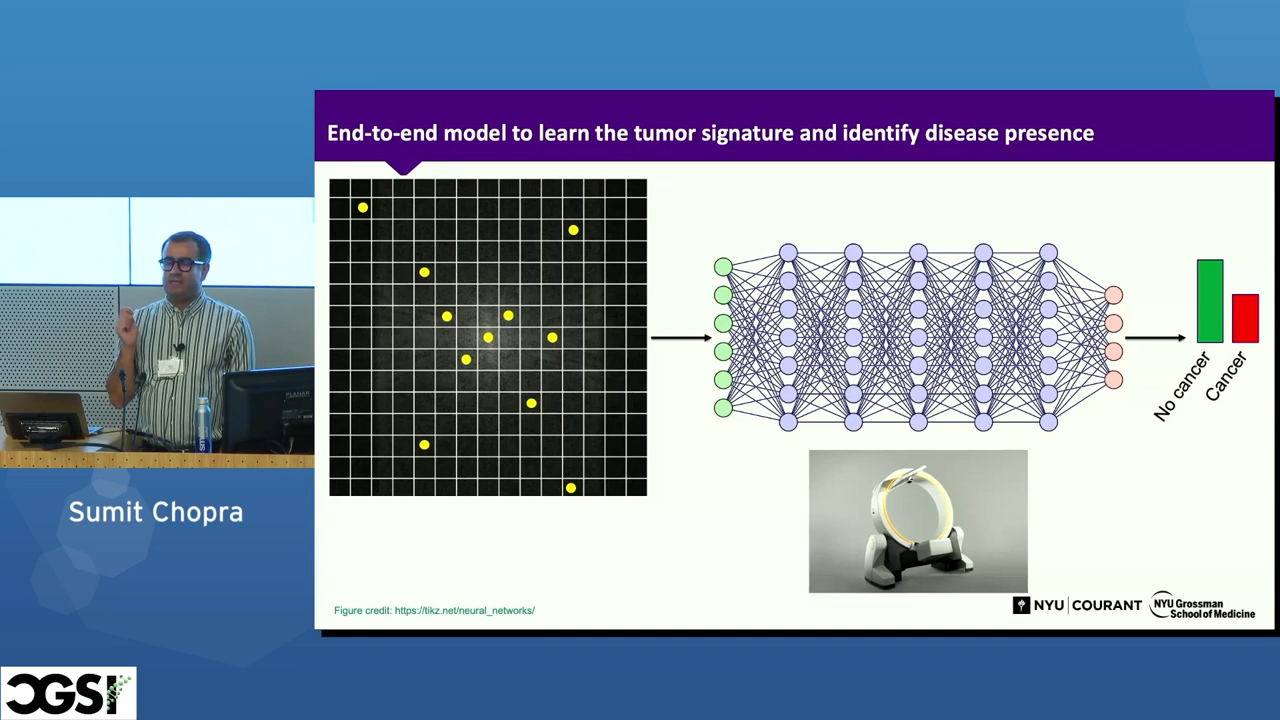 End-to-end model to learn the tumor signature and identify disease presence
No cancer
Cancer
Sumit Chopra
Figure credit: https://tikz.net/neural_networks/
NYU COURANT
NYU Grossman
School of Medicine
CGSI